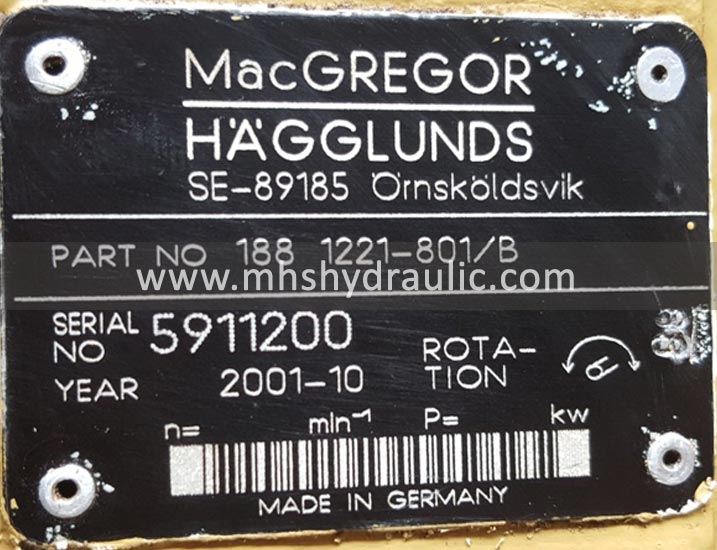 MacGREGOR
HÄGGLUNDS
SE-89185 Örnsköldsvik
PART NO 188 1221-801/B
www.mhshydraulic.com
SERIAL NO 5911200
YEAR 2001-10
ROTA-
TION
n= min⁻¹ P= kw
MADE IN GERMANY